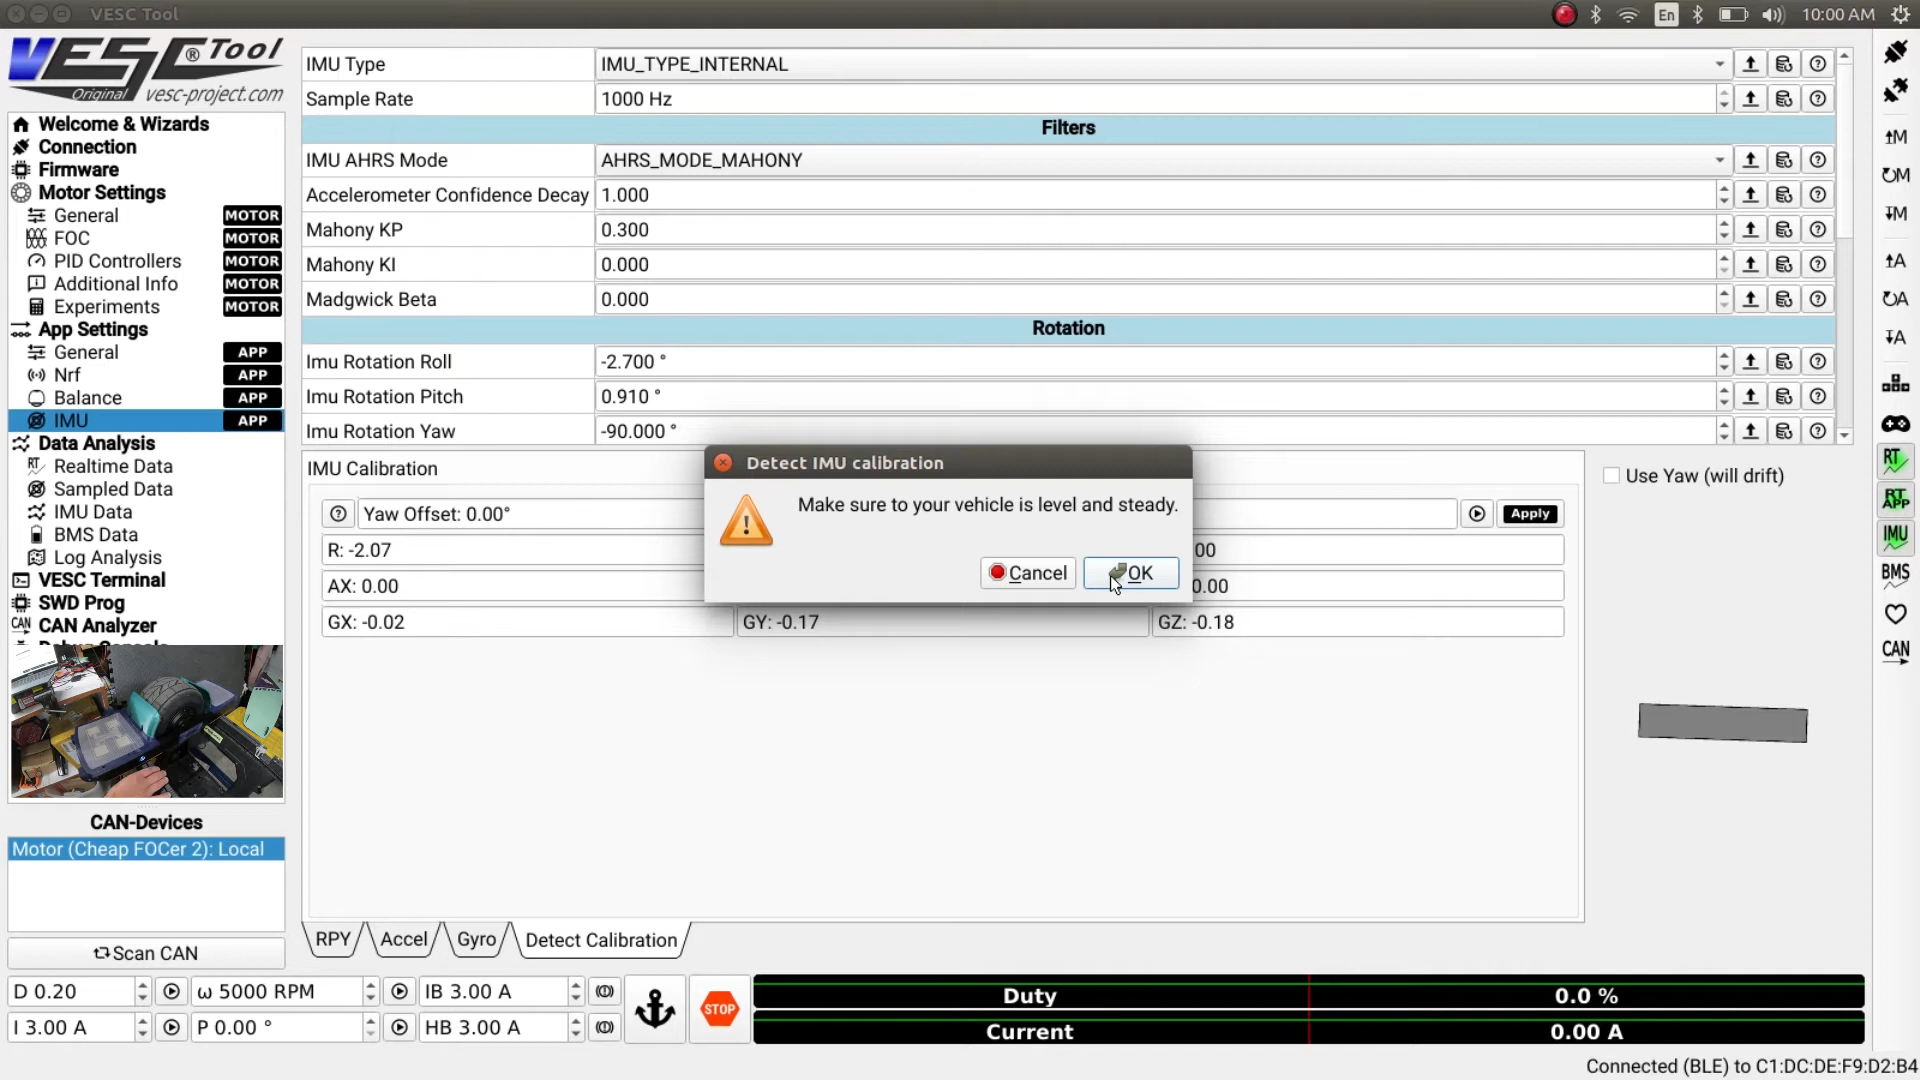 VESC Tool
En
10:00 AM
VESC® Tool
Original vesc-project.com
Welcome & Wizards
Connection
Firmware
Motor Settings
General MOTOR
FOC MOTOR
PID Controllers MOTOR
Additional Info MOTOR
Experiments MOTOR
App Settings
General APP
Nrf APP
Balance APP
IMU APP
Data Analysis
RT Realtime Data
Sampled Data
IMU Data
BMS Data
Log Analysis
VESC Terminal
SWD Prog
CAN CAN Analyzer
CAN-Devices
Motor (Cheap FOCer 2): Local
Scan CAN
IMU Type IMU_TYPE_INTERNAL
Sample Rate 1000 Hz
Filters
IMU AHRS Mode AHRS_MODE_MAHONY
Accelerometer Confidence Decay 1.000
Mahony KP 0.300
Mahony KI 0.000
Madgwick Beta 0.000
Rotation
Imu Rotation Roll -2.700 °
Imu Rotation Pitch 0.910 °
Imu Rotation Yaw -90.000 °
IMU Calibration
Yaw Offset: 0.00°
Apply
R: -2.07
00
AX: 0.00
0.00
GX: -0.02 GY: -0.17 GZ: -0.18
Detect IMU calibration
Make sure to your vehicle is level and steady.
Cancel OK
Use Yaw (will drift)
RPY Accel Gyro Detect Calibration
M
M
M
A
A
A
RT
RT
APP
IMU
BMS
CAN
D 0.20 ω 5000 RPM IB 3.00 A
I 3.00 A P 0.00 ° HB 3.00 A
STOP
Duty 0.0 %
Current 0.00 A
Connected (BLE) to C1:DC:DE:F9:D2:B4